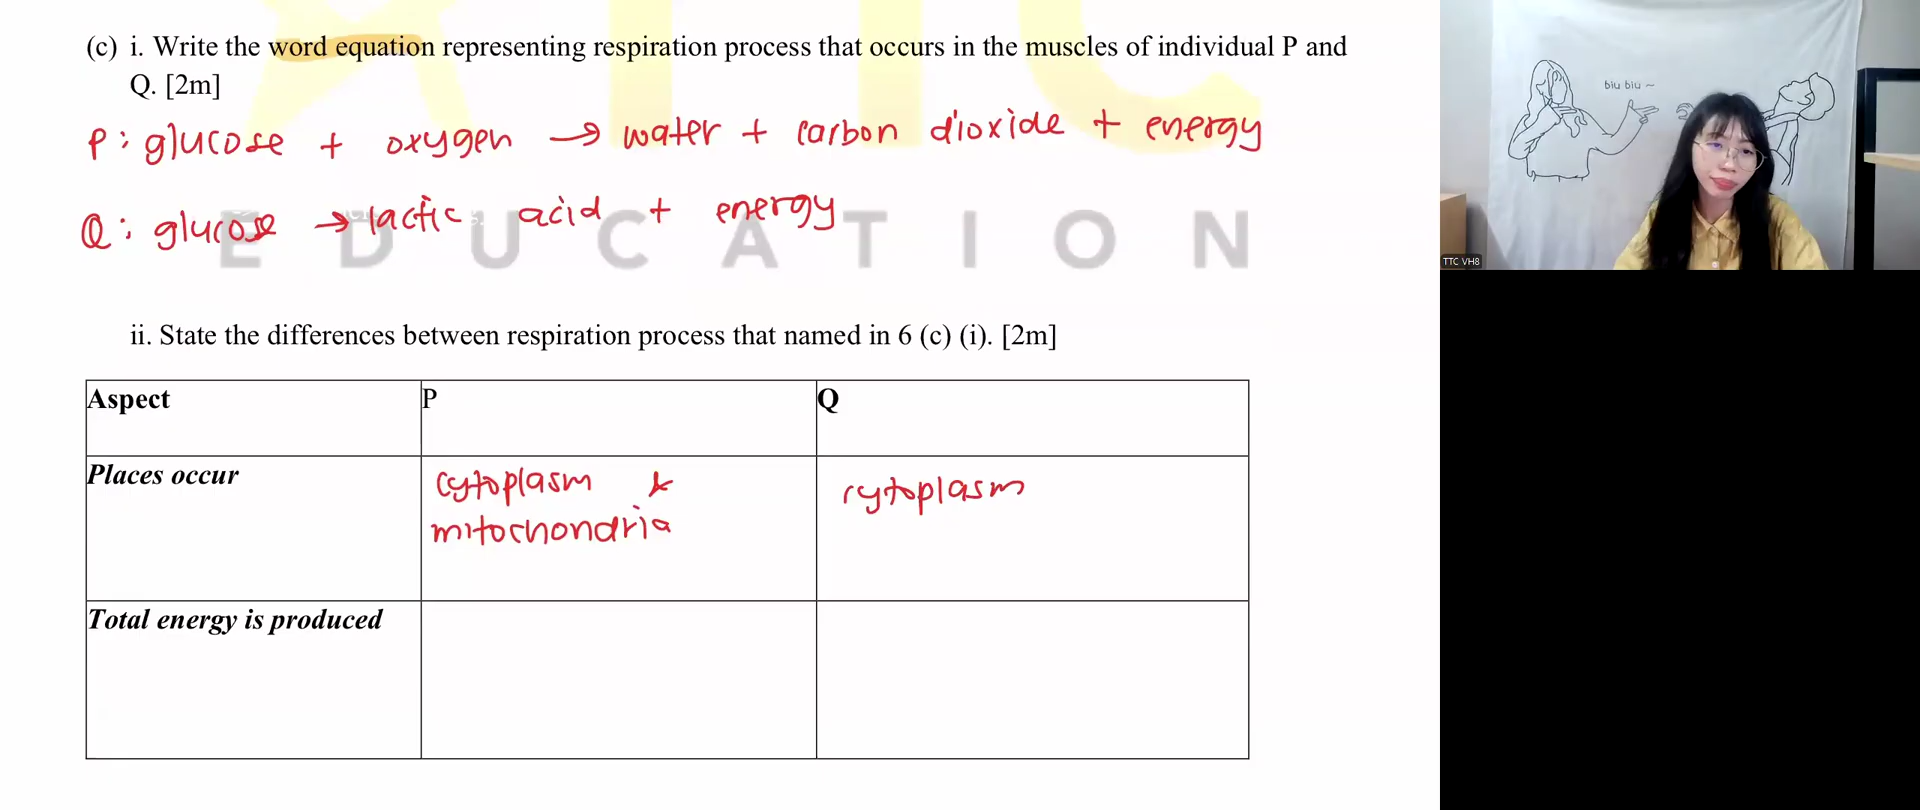 (c) i. Write the word equation representing respiration process that occurs in the muscles of individual P and
Q. [2m]
P: glucose + oxygen → water + carbon dioxide + energy
Q: glucose → lactic acid + energy
EDUCATION
ii. State the differences between respiration process that named in 6 (c) (i). [2m]
Aspect P Q
Places occur cytoplasm & cytoplasm
mitochondria
Total energy is produced
biu biu ~
TTC VH8